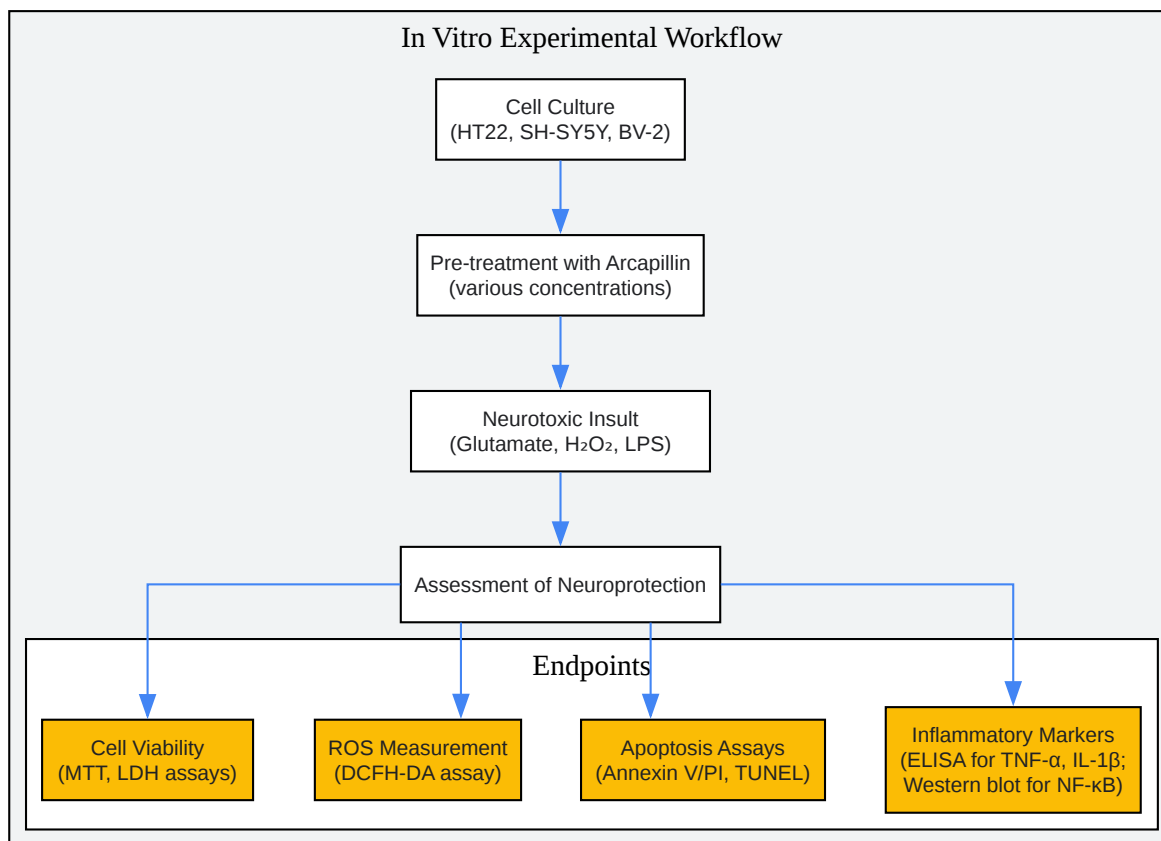 In Vitro Experimental Workflow
Cell Culture
(HT22, SH-SY5Y, BV-2)
Pre-treatment with Arcapillin
(various concentrations)
Neurotoxic Insult
(Glutamate, H₂O₂, LPS)
Assessment of Neuroprotection
Endpoints
Cell Viability
(MTT, LDH assays)
ROS Measurement
(DCFH-DA assay)
Apoptosis Assays
(Annexin V/PI, TUNEL)
Inflammatory Markers
(ELISA for TNF-α, IL-1β;
Western blot for NF-κB)